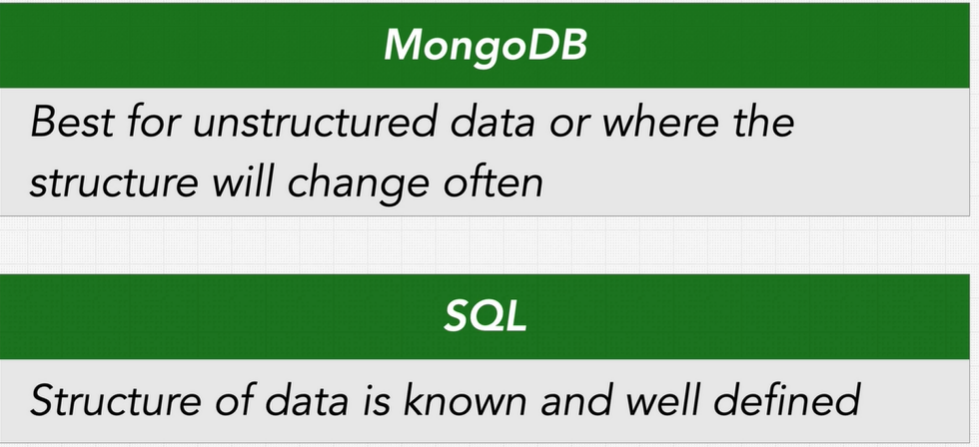 MongoDB
Best for unstructured data or where the
structure will change often
SQL
Structure of data is known and well defined